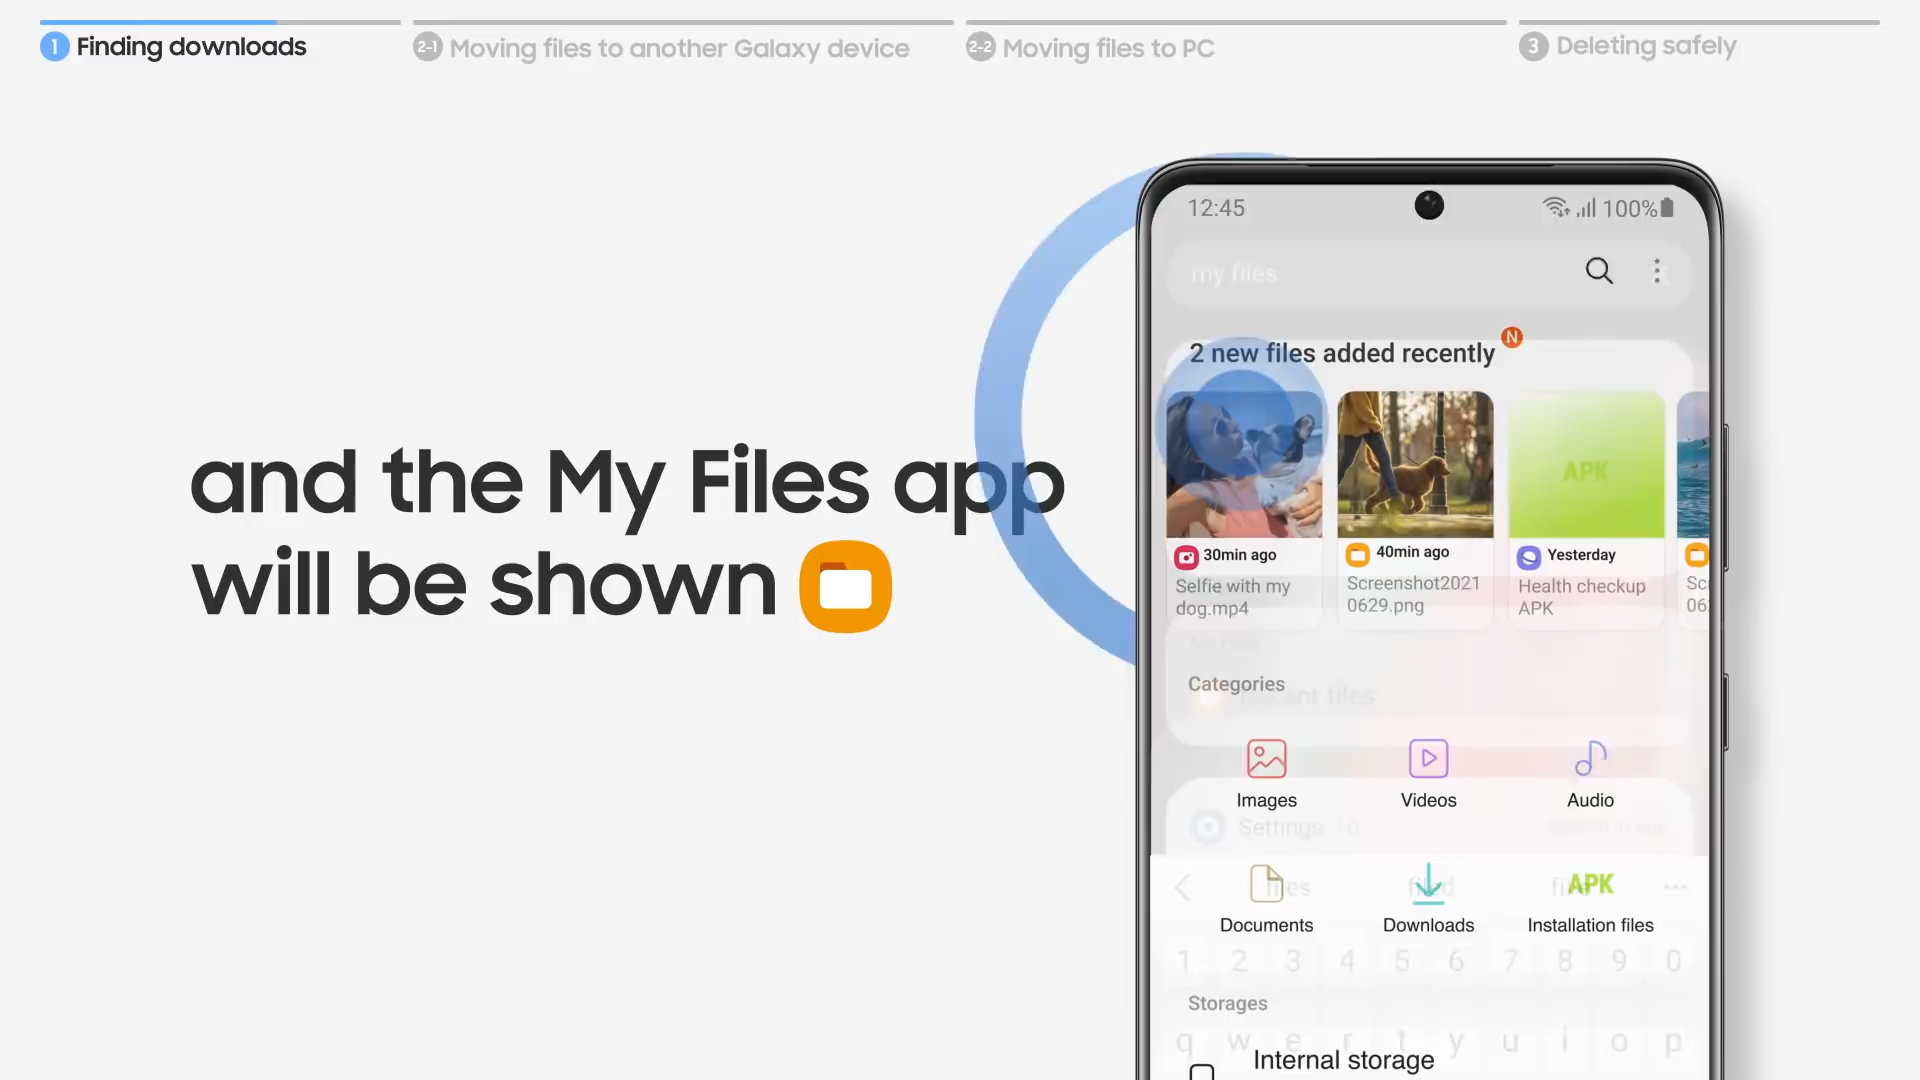 1 Finding downloads
2-1 Moving files to another Galaxy device
2-2 Moving files to PC
3 Deleting safely
and the My Files app
will be shown
12:45
100%
my files
2 new files added recently
N
APK
30min ago
Selfie with my
dog.mp4
40min ago
Screenshot2021
0629.png
Yesterday
Health checkup
APK
Sc
06
Categories
Recent files
Images
Videos
Audio
Settings
files
filed
APK
Documents
Downloads
Installation files
1 2 3 4 5 6 7 8 9 0
Storages
q w e r t y u i o p
Internal storage